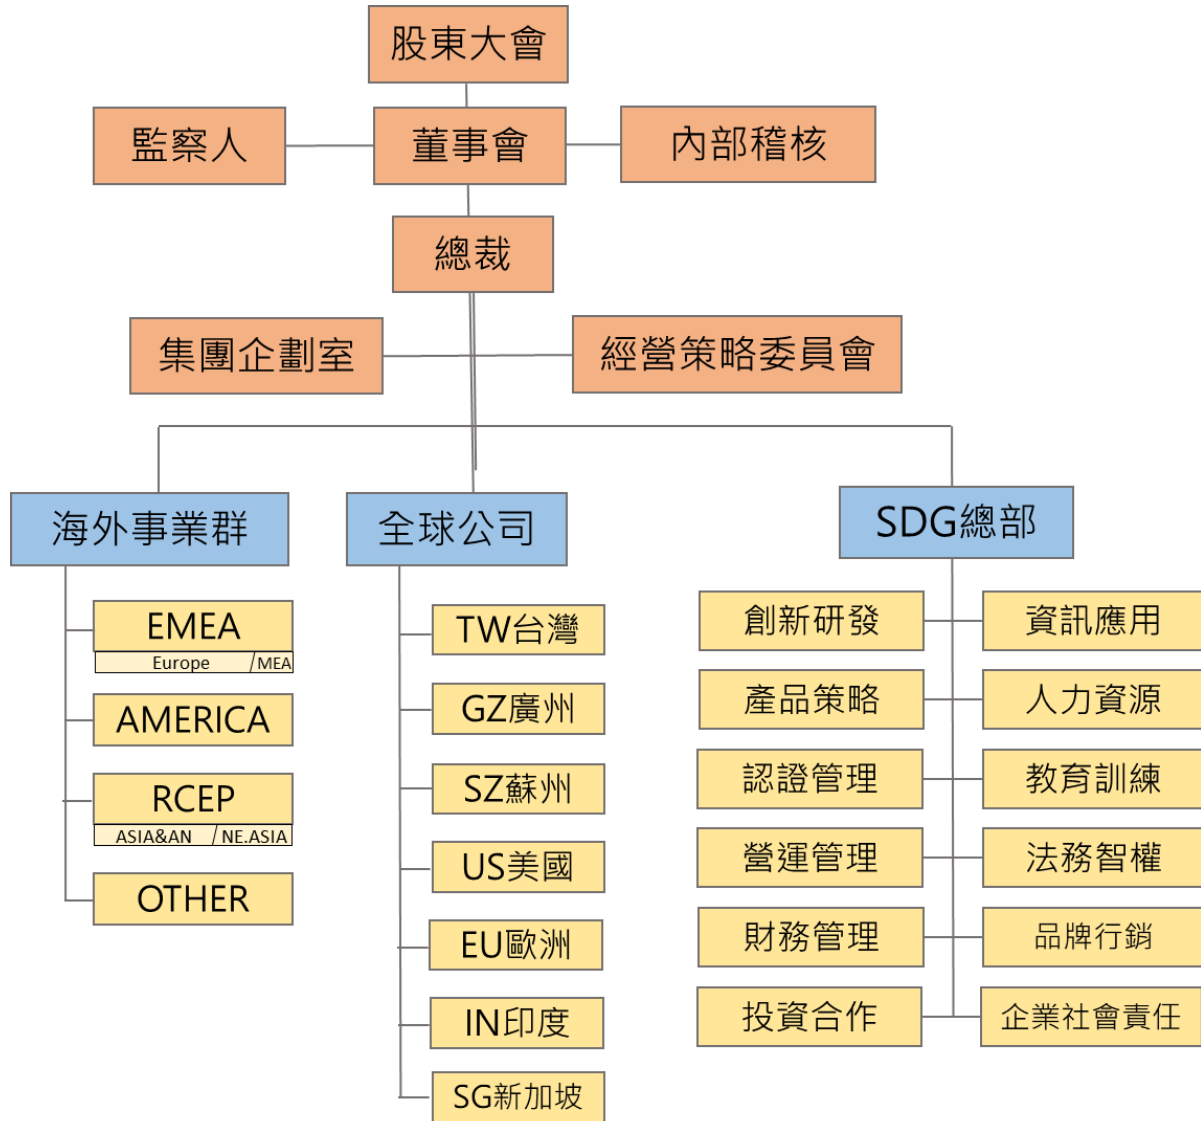 股東大會
監察人
董事會
內部稽核
總裁
集團企劃室
經營策略委員會
海外事業群
EMEA
Europe /MEA
AMERICA
RCEP
ASIA&AN /NE.ASIA
OTHER
全球公司
TW台灣
GZ廣州
SZ蘇州
US美國
EU歐洲
IN印度
SG新加坡
SDG總部
創新研發
資訊應用
產品策略
人力資源
認證管理
教育訓練
營運管理
法務智權
財務管理
品牌行銷
投資合作
企業社會責任